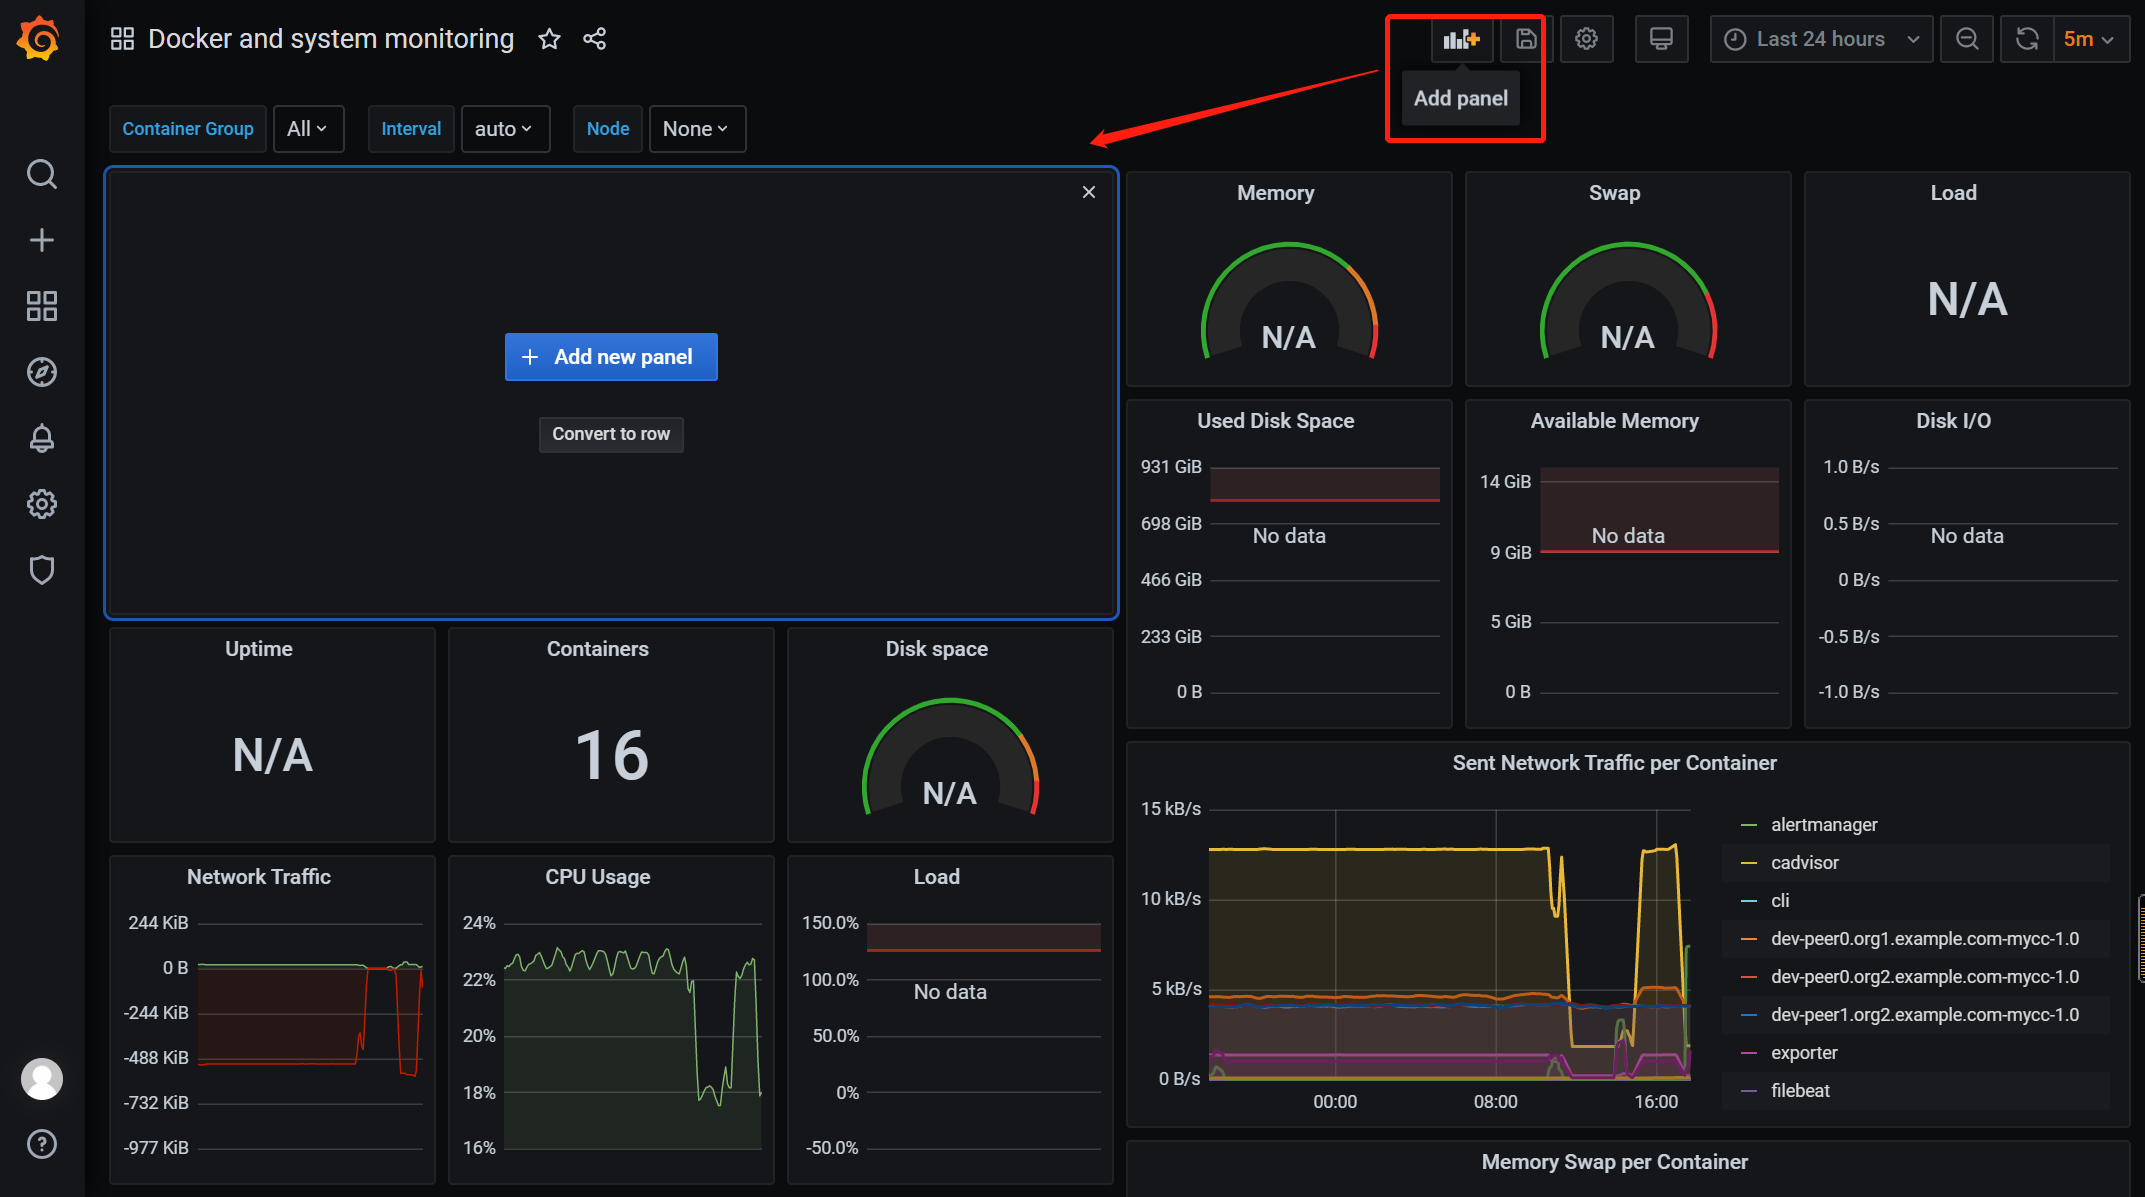 Docker and system monitoring
Last 24 hours
5m
Add panel
Container Group
All
Interval
auto
Node
None
Add new panel
Convert to row
Memory
N/A
Swap
N/A
Load
N/A
Used Disk Space
931 GiB
698 GiB
466 GiB
233 GiB
0 B
No data
Available Memory
14 GiB
9 GiB
5 GiB
0 B
No data
Disk I/O
1.0 B/s
0.5 B/s
0 B/s
-0.5 B/s
-1.0 B/s
No data
Uptime
N/A
Containers
16
Disk space
N/A
Network Traffic
244 KiB
0 B
-244 KiB
-488 KiB
-732 KiB
-977 KiB
CPU Usage
24%
22%
20%
18%
16%
Load
150.0%
100.0%
50.0%
0%
-50.0%
No data
Sent Network Traffic per Container
15 kB/s
10 kB/s
5 kB/s
0 B/s
00:00
08:00
16:00
alertmanager
cadvisor
cli
dev-peer0.org1.example.com-mycc-1.0
dev-peer0.org2.example.com-mycc-1.0
dev-peer1.org2.example.com-mycc-1.0
exporter
filebeat
Memory Swap per Container